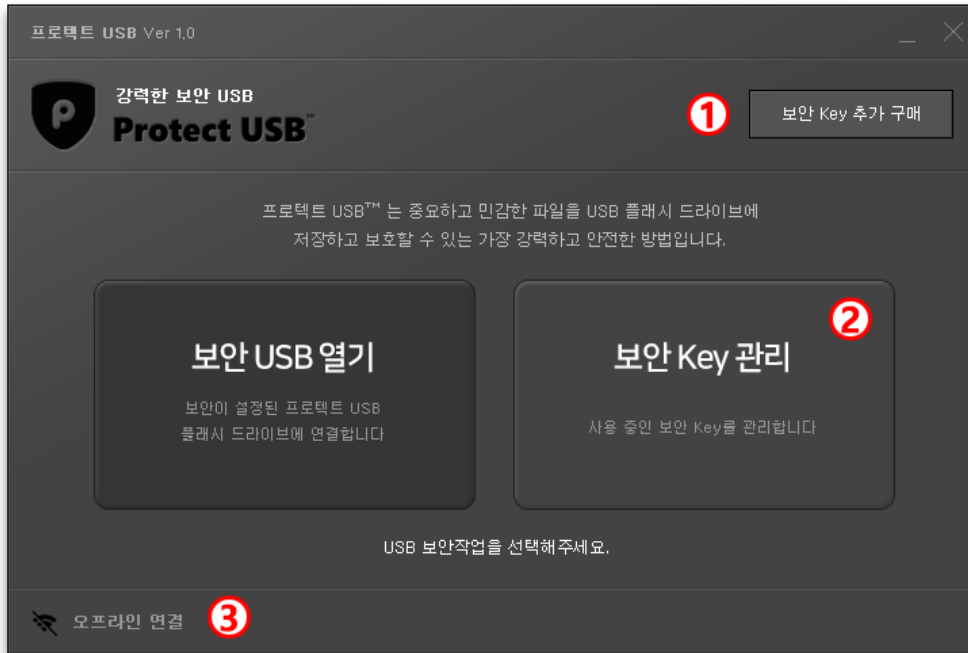 프로텍트 USB Ver 1.0
강력한 보안 USB
Protect USB™
1
보안 Key 추가 구매
프로텍트 USB™ 는 중요하고 민감한 파일을 USB 플래시 드라이브에
저장하고 보호할 수 있는 가장 강력하고 안전한 방법입니다.
2
보안 USB 열기
보안이 설정된 프로텍트 USB
플래시 드라이브에 연결합니다
보안 Key 관리
사용 중인 보안 Key를 관리합니다
USB 보안작업을 선택해주세요.
오프라인 연결
3